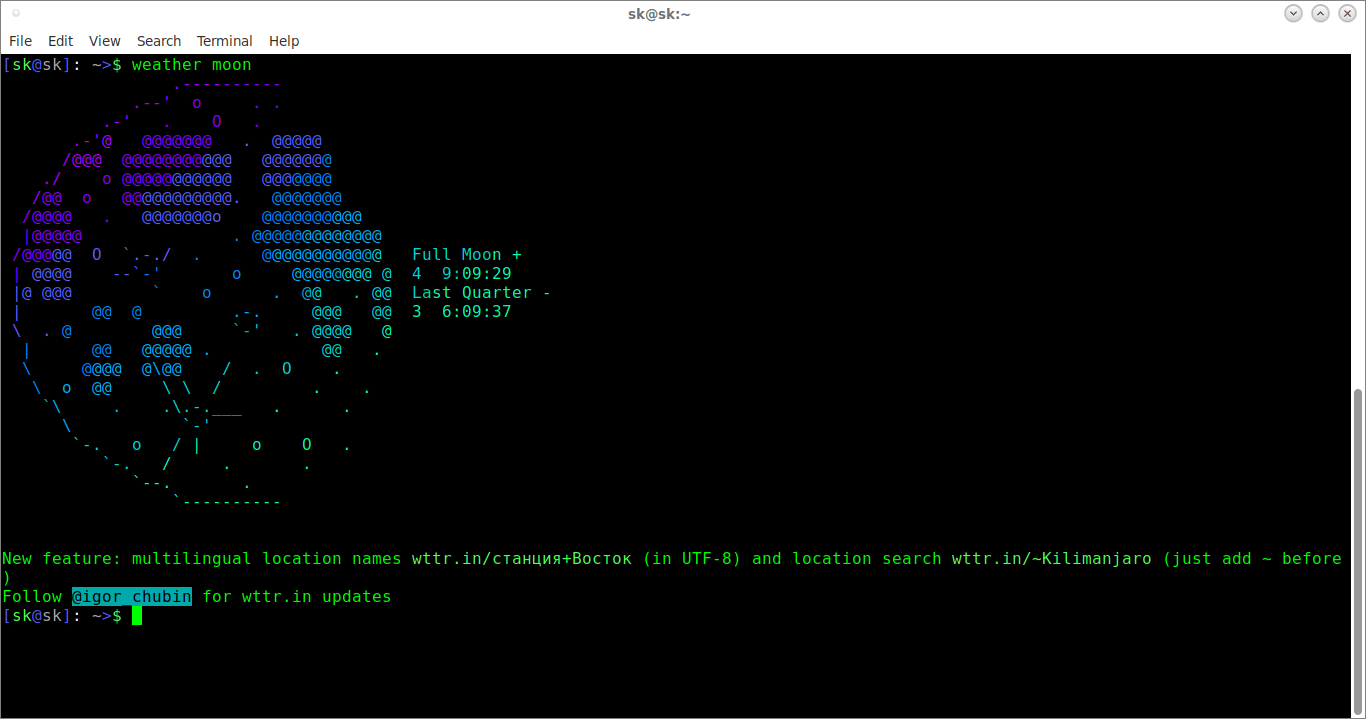 sk@sk:~
File Edit View Search Terminal Help
[sk@sk]: ~>$ weather moon
                 .-----------
             .--'  o     . .
          .-'   .    O   .
       .-'@   @@@@@@@   .  @@@@@
      /@@@  @@@@@@@@@@@   @@@@@@@
    ./    o @@@@@@@@@@@   @@@@@@@
   /@@  o   @@@@@@@@@@@.   @@@@@@@
  /@@@@   .   @@@@@@@o    @@@@@@@@@@
  |@@@@@               . @@@@@@@@@@@@@
 /@@@@@@  O  `.-./  .      @@@@@@@@@@@@   Full Moon +
 | @@@@    --`-'       o     @@@@@@@@ @  4  9:09:29
 |@ @@@        `    o      .  @@   . @@  Last Quarter -
 |       @@  @         .-.     @@@   @@  3  6:09:37
 \  . @        @@@     `-'   . @@@@   @
  |      @@   @@@@@ .           @@   .
  \     @@@@  @\@@    /  .  O    .
   \  o  @@     \ \  /         .    .
    `\     .    .\.-.___   .      .
      \           `-'
       `-.   o   / |     o    O   .
          `-.   /     .       .
             `--.       .
                 `----------
New feature: multilingual location names wttr.in/станция+Восток (in UTF-8) and location search wttr.in/~Kilimanjaro (just add ~ before
)
Follow @igor_chubin for wttr.in updates
[sk@sk]: ~>$